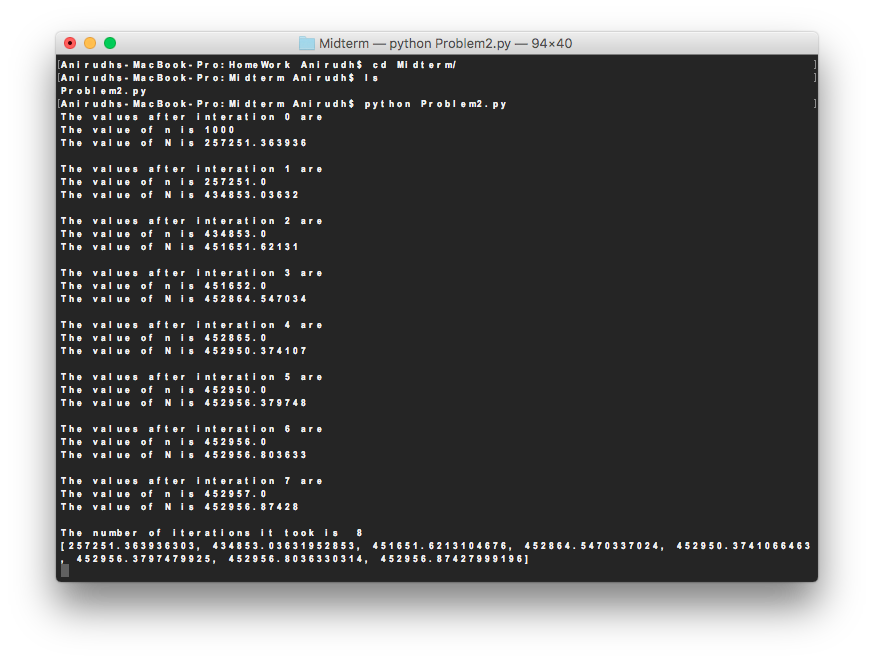 Midterm — python Problem2.py — 94×40
[Anirudhs-MacBook-Pro:HomeWork Anirudh$ cd Midterm/ ]
[Anirudhs-MacBook-Pro:Midterm Anirudh$ ls ]
Problem2.py
[Anirudhs-MacBook-Pro:Midterm Anirudh$ python Problem2.py ]
The values after interation 0 are
The value of n is 1000
The value of N is 257251.363936
The values after interation 1 are
The value of n is 257251.0
The value of N is 434853.03632
The values after interation 2 are
The value of n is 434853.0
The value of N is 451651.62131
The values after interation 3 are
The value of n is 451652.0
The value of N is 452864.547034
The values after interation 4 are
The value of n is 452865.0
The value of N is 452950.374107
The values after interation 5 are
The value of n is 452950.0
The value of N is 452956.379748
The values after interation 6 are
The value of n is 452956.0
The value of N is 452956.803633
The values after interation 7 are
The value of n is 452957.0
The value of N is 452956.87428
The number of iterations it took is  8
[257251.363936303, 434853.03631952853, 451651.6213104676, 452864.5470337024, 452950.3741066463
, 452956.3797479925, 452956.8036330314, 452956.87427999196]